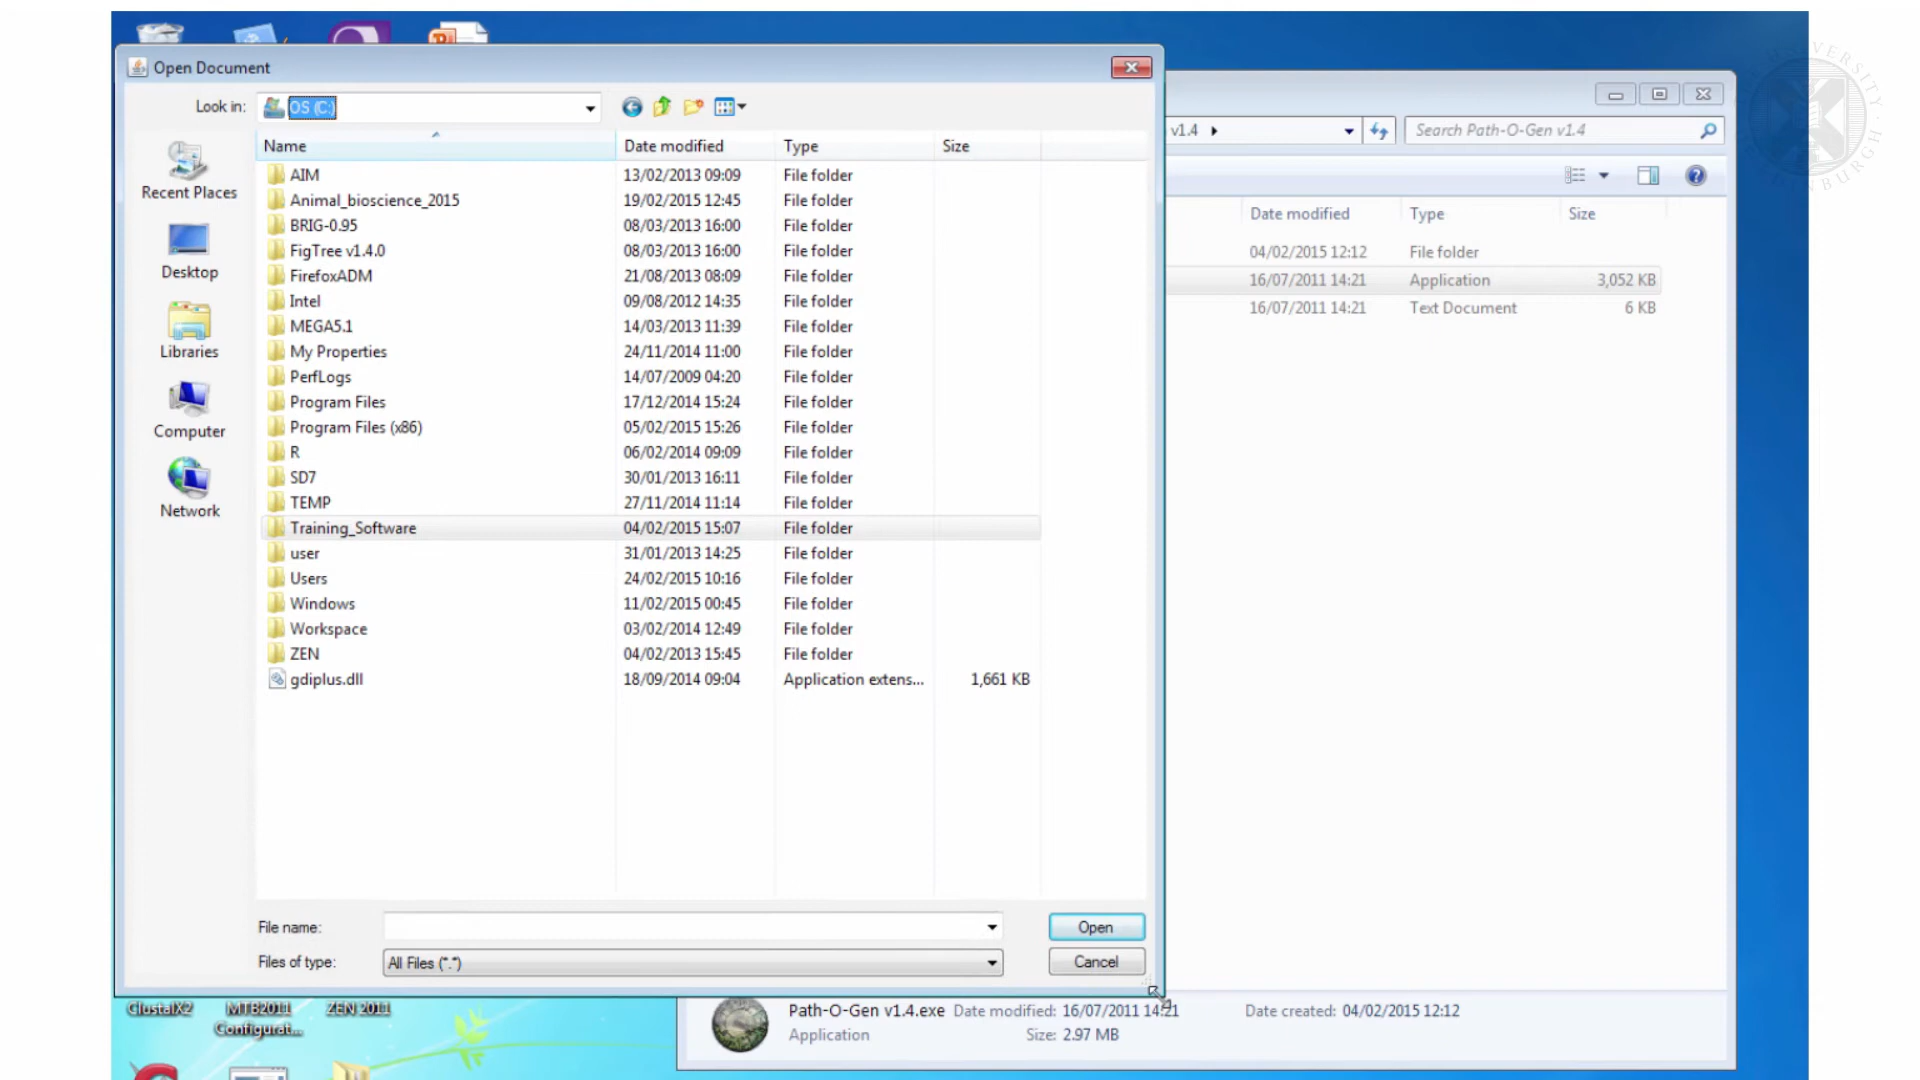 Open Document
Look in: OS (C:)
Name Date modified Type Size
AIM 13/02/2013 09:09 File folder
Animal_bioscience_2015 19/02/2015 12:45 File folder
BRIG-0.95 08/03/2013 16:00 File folder
FigTree v1.4.0 08/03/2013 16:00 File folder
FirefoxADM 21/08/2013 08:09 File folder
Intel 09/08/2012 14:35 File folder
MEGA5.1 14/03/2013 11:39 File folder
My Properties 24/11/2014 11:00 File folder
PerfLogs 14/07/2009 04:20 File folder
Program Files 17/12/2014 15:24 File folder
Program Files (x86) 05/02/2015 15:26 File folder
R 06/02/2014 09:09 File folder
SD7 30/01/2013 16:11 File folder
TEMP 27/11/2014 11:14 File folder
Training_Software 04/02/2015 15:07 File folder
user 31/01/2013 14:25 File folder
Users 24/02/2015 10:16 File folder
Windows 11/02/2015 00:45 File folder
Workspace 03/02/2014 12:49 File folder
ZEN 04/02/2013 15:45 File folder
gdiplus.dll 18/09/2014 09:04 Application extens... 1,661 KB
Recent Places
Desktop
Libraries
Computer
Network
File name:
Open
Files of type: All Files (*.*)
Cancel
v1.4
Search Path-O-Gen v1.4
Date modified Type Size
04/02/2015 12:12 File folder
16/07/2011 14:21 Application 3,052 KB
16/07/2011 14:21 Text Document 6 KB
ClustalX2
MTB2011
Configurat...
ZEN 2011
Path-O-Gen v1.4.exe Date modified: 16/07/2011 14:21 Date created: 04/02/2015 12:12
Application Size: 2.97 MB